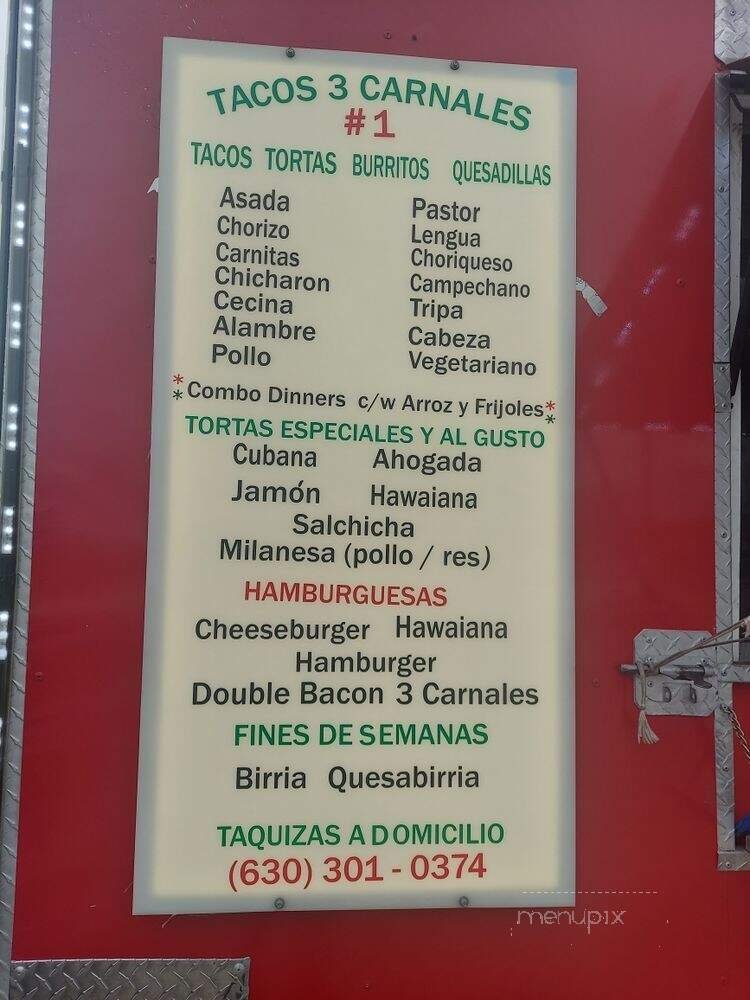 TACOS 3 CARNALES
#1
TACOS TORTAS BURRITOS QUESADILLAS
Asada Pastor
Chorizo Lengua
Carnitas Choriqueso
Chicharon Campechano
Cecina Tripa
Alambre Cabeza
Pollo Vegetariano
** Combo Dinners c/w Arroz y Frijoles **
TORTAS ESPECIALES Y AL GUSTO
Cubana Ahogada
Jamón Hawaiana
Salchicha
Milanesa (pollo / res)
HAMBURGUESAS
Cheeseburger Hawaiana
Hamburger
Double Bacon 3 Carnales
FINES DE SEMANAS
Birria Quesabirria
TAQUIZAS A DOMICILIO
(630) 301 - 0374
menupix